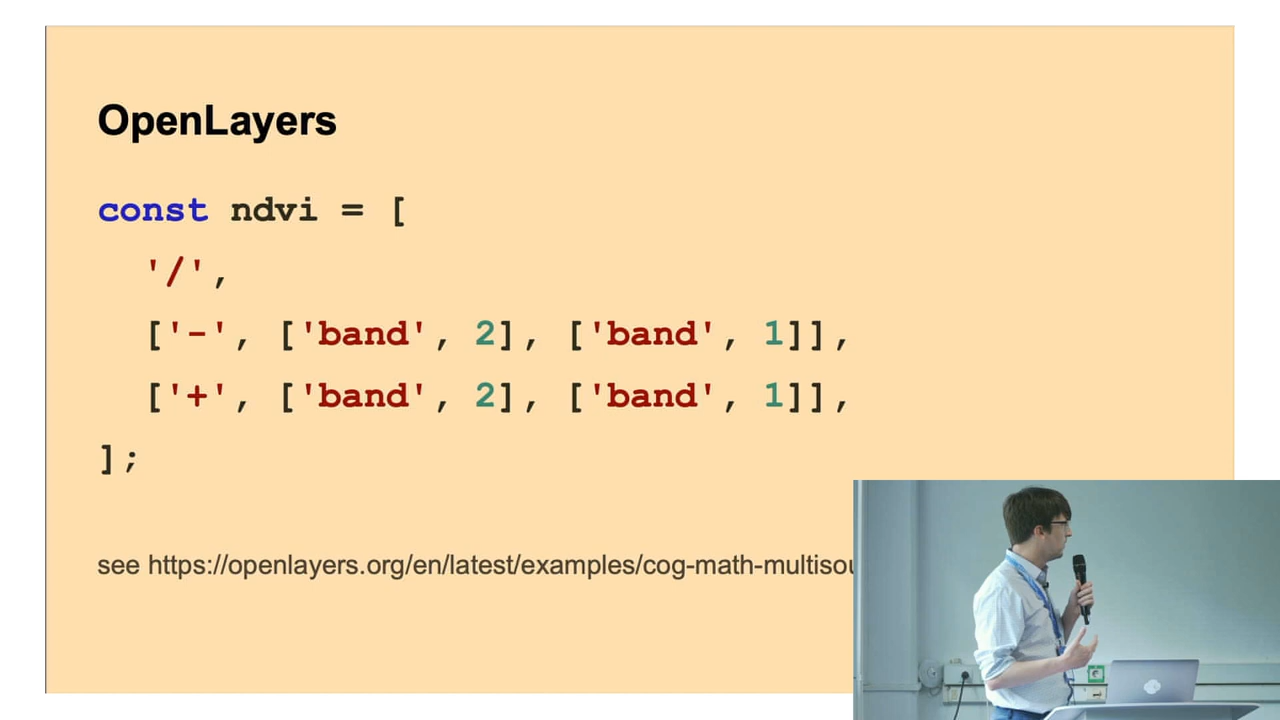 OpenLayers
const ndvi = [
'/',
['-', ['band', 2], ['band', 1]],
['+', ['band', 2], ['band', 1]],
];
see https://openlayers.org/en/latest/examples/cog-math-multisou